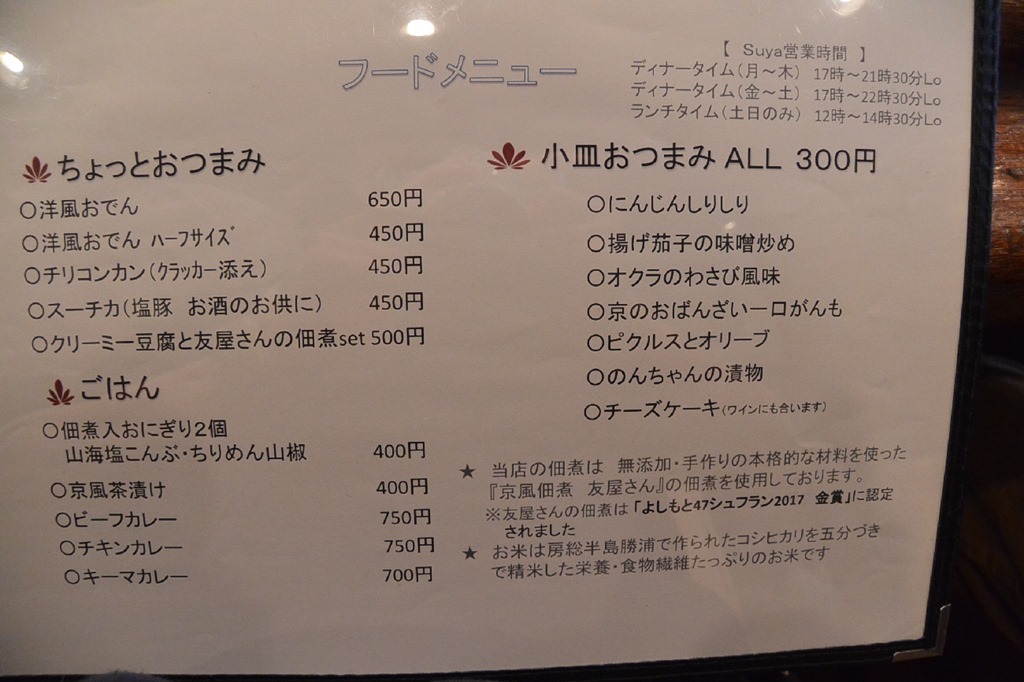 フードメニュー
【 Suya営業時間 】
ディナータイム(月〜木) 17時〜21時30分Lo
ディナータイム(金〜土) 17時〜22時30分Lo
ランチタイム(土日のみ) 12時〜14時30分Lo
ちょっとおつまみ
○洋風おでん 650円
○洋風おでん ハーフサイズ 450円
○チリコンカン(クラッカー添え) 450円
○スーチカ(塩豚 お酒のお供に) 450円
○クリーミー豆腐と友屋さんの佃煮set 500円
ごはん
○佃煮入おにぎり2個
山海塩こんぶ・ちりめん山椒 400円
○京風茶漬け 400円
○ビーフカレー 750円
○チキンカレー 750円
○キーマカレー 700円
小皿おつまみ ALL 300円
○にんじんしりしり
○揚げ茄子の味噌炒め
○オクラのわさび風味
○京のおばんざい一口がんも
○ピクルスとオリーブ
○のんちゃんの漬物
○チーズケーキ(ワインにも合います)
★ 当店の佃煮は 無添加・手作りの本格的な材料を使った
『京風佃煮 友屋さん』の佃煮を使用しております。
※友屋さんの佃煮は「よしもと47シュフラン2017 金賞」に認定
されました
★ お米は房総半島勝浦で作られたコシヒカリを五分づき
で精米した栄養・食物繊維たっぷりのお米です